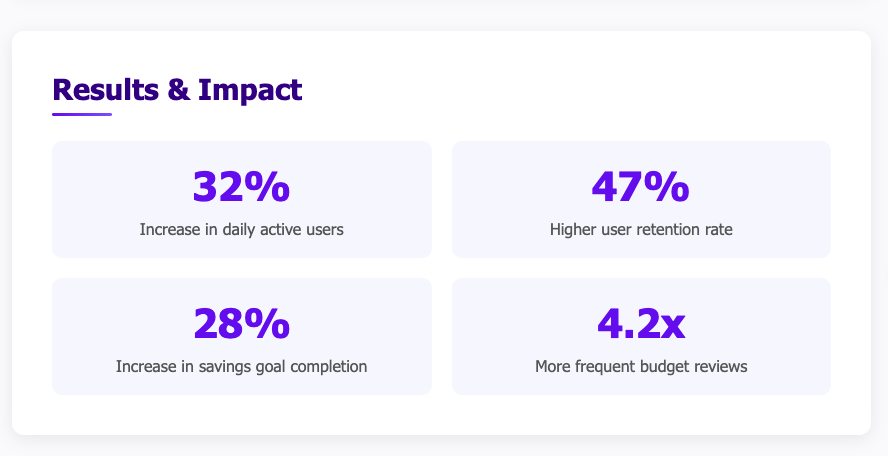 Results & Impact
32%
Increase in daily active users
47%
Higher user retention rate
28%
Increase in savings goal completion
4.2x
More frequent budget reviews